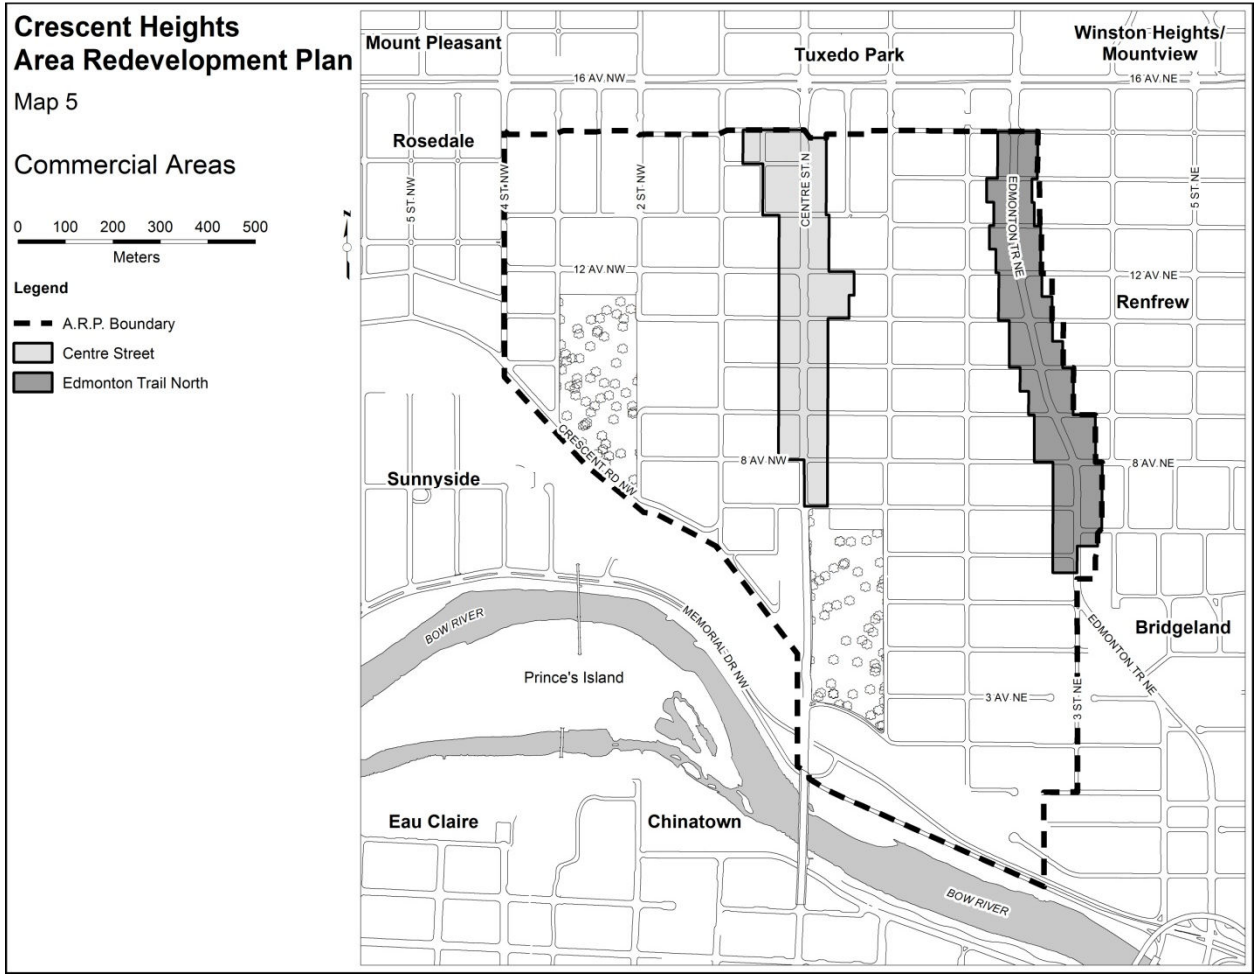 Crescent Heights
Area Redevelopment Plan
Map 5
Commercial Areas
0 100 200 300 400 500
Meters
Legend
A.R.P. Boundary
Centre Street
Edmonton Trail North
N
Mount Pleasant
Tuxedo Park
Winston Heights/
Mountview
16 AV NW
16 AV NE
Rosedale
5 ST NW
4 ST NW
2 ST NW
CENTRE ST N
EDMONTON TR NE
5 ST NE
12 AV NW
12 AV NE
Renfrew
CRESCENT RD NW
8 AV NW
8 AV NE
Sunnyside
BOW RIVER
MEMORIAL DR NW
Prince's Island
Bridgeland
EDMONTON TR NE
3 AV NE
3 ST NE
Eau Claire
Chinatown
BOW RIVER